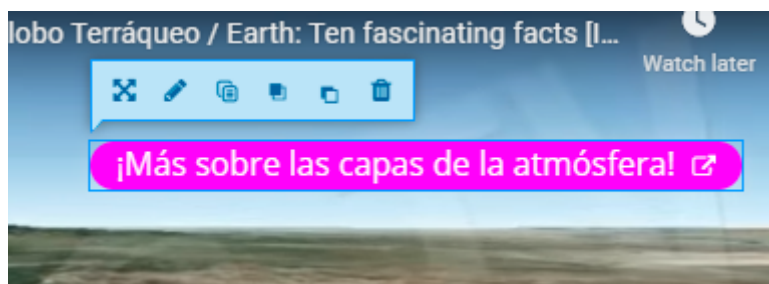 lobo Terráqueo / Earth: Ten fascinating facts [I...
Watch later
¡Más sobre las capas de la atmósfera!